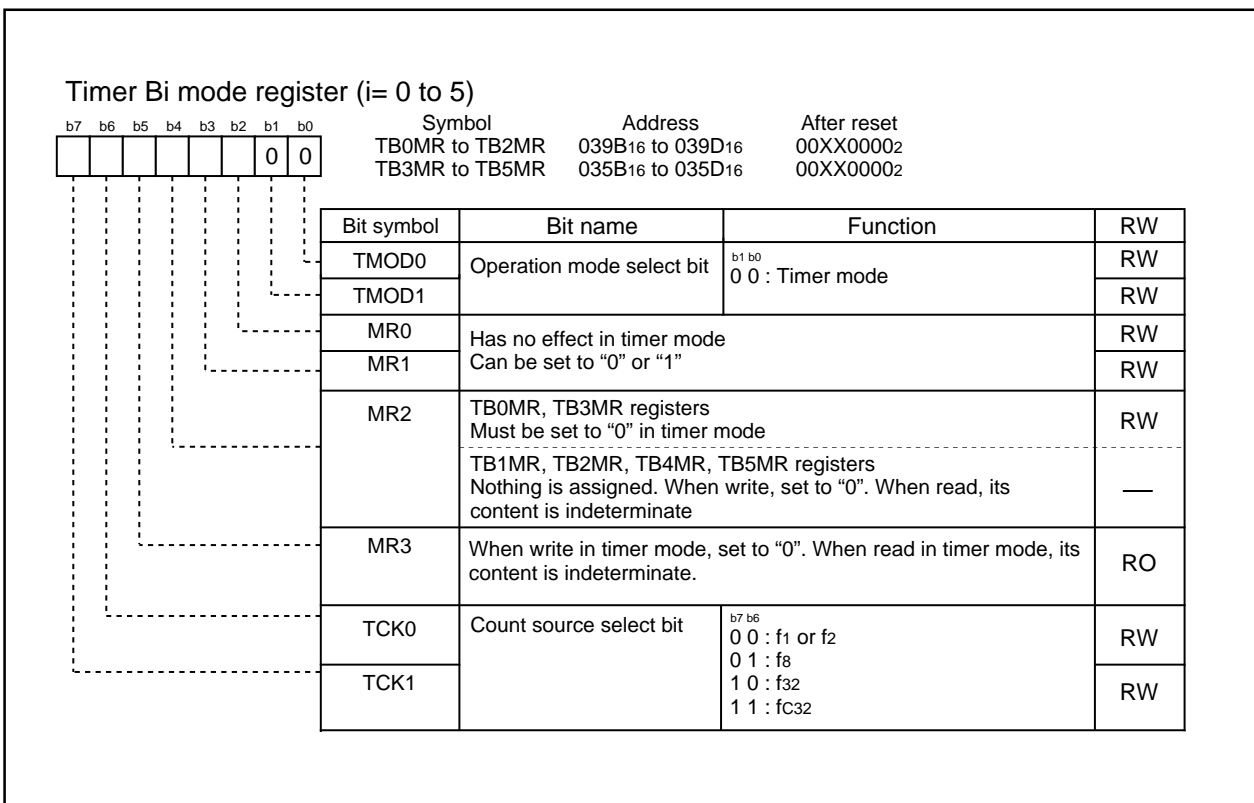 Timer Bi mode register (i= 0 to 5)
b7 b6 b5 b4 b3 b2 b1 b0
0 0
Symbol Address After reset
TB0MR to TB2MR 039B16 to 039D16 00XX00002
TB3MR to TB5MR 035B16 to 035D16 00XX00002
Bit symbol Bit name Function RW
TMOD0 Operation mode select bit b1 b0 RW
0 0 : Timer mode
TMOD1 RW
MR0 Has no effect in timer mode RW
MR1 Can be set to “0” or “1” RW
MR2 TB0MR, TB3MR registers RW
Must be set to “0” in timer mode
TB1MR, TB2MR, TB4MR, TB5MR registers
Nothing is assigned. When write, set to “0”. When read, its —
content is indeterminate
MR3 When write in timer mode, set to “0”. When read in timer mode, its RO
content is indeterminate.
TCK0 Count source select bit b7 b6 RW
0 0 : f1 or f2
0 1 : f8
TCK1 1 0 : f32 RW
1 1 : fC32